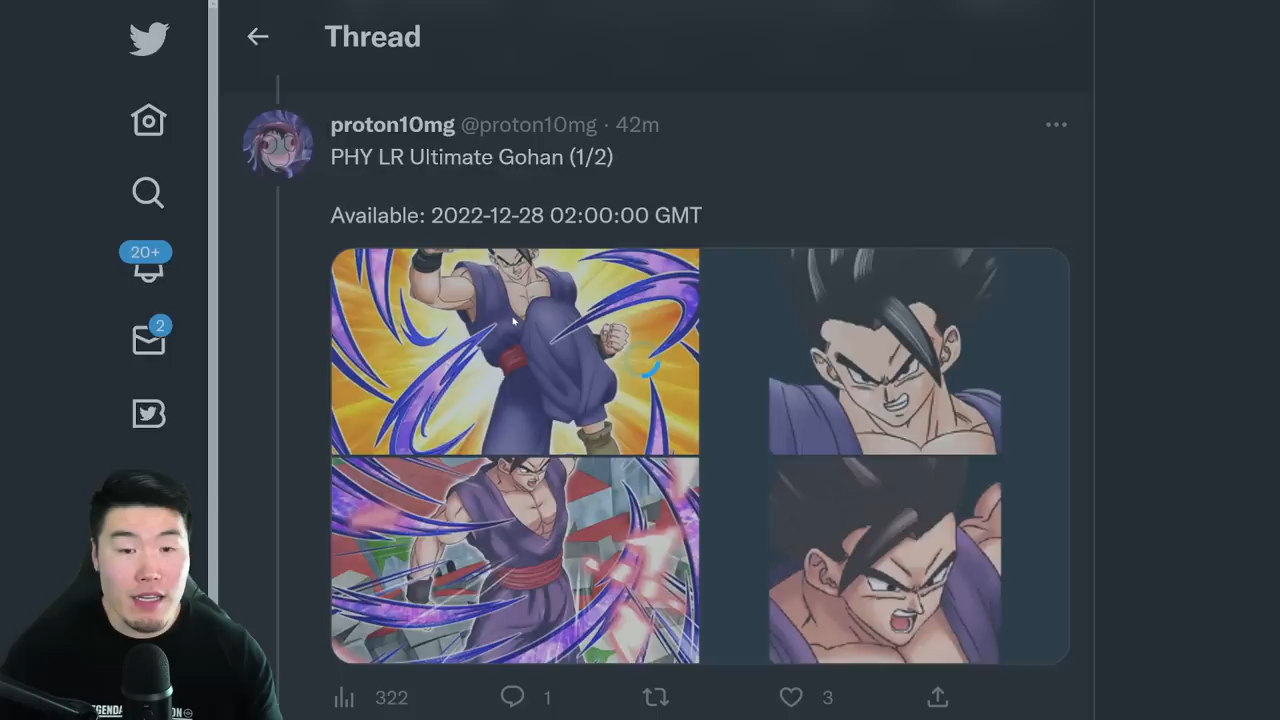 Thread
proton10mg @proton10mg · 42m
PHY LR Ultimate Gohan (1/2)
Available: 2022-12-28 02:00:00 GMT
20+
2
322
1
3